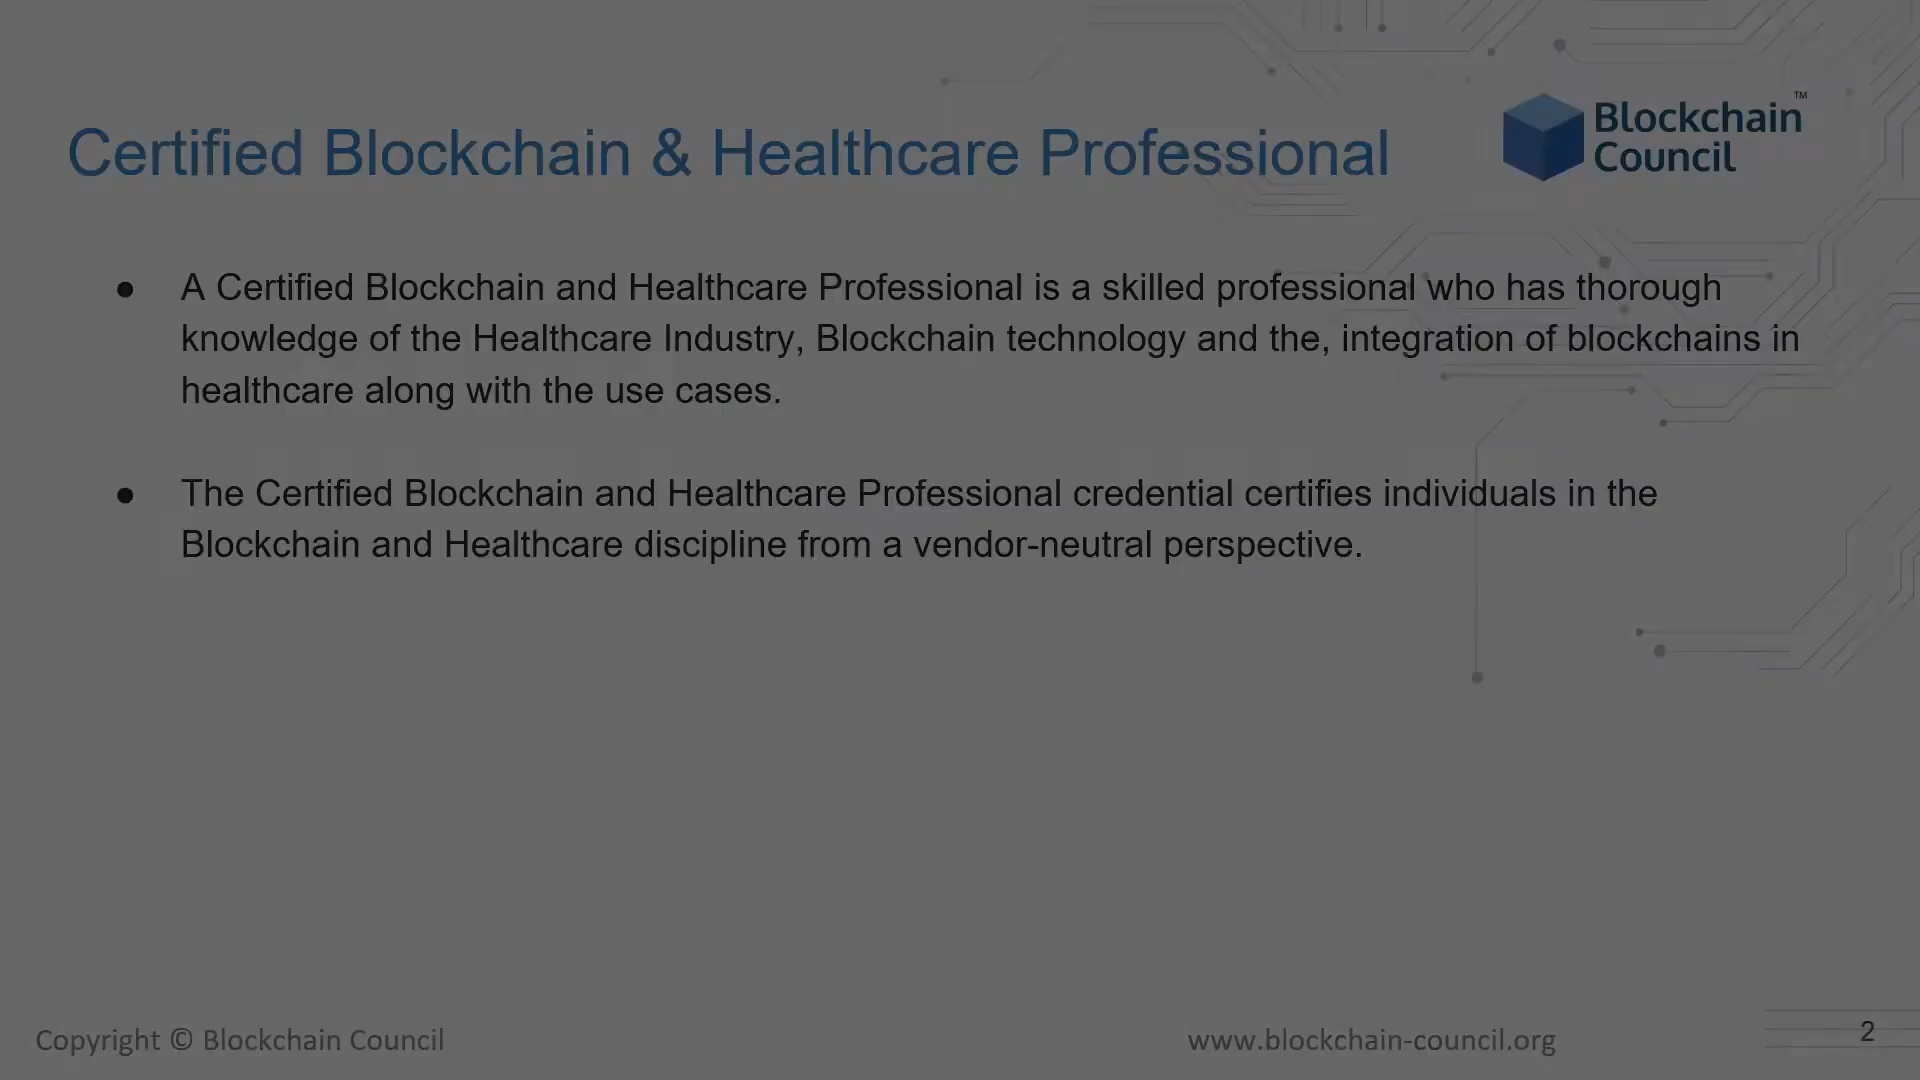 Certified Blockchain & Healthcare Professional
Blockchain™
Council
● A Certified Blockchain and Healthcare Professional is a skilled professional who has thorough
knowledge of the Healthcare Industry, Blockchain technology and the, integration of blockchains in
healthcare along with the use cases.
● The Certified Blockchain and Healthcare Professional credential certifies individuals in the
Blockchain and Healthcare discipline from a vendor-neutral perspective.
Copyright © Blockchain Council
www.blockchain-council.org
2